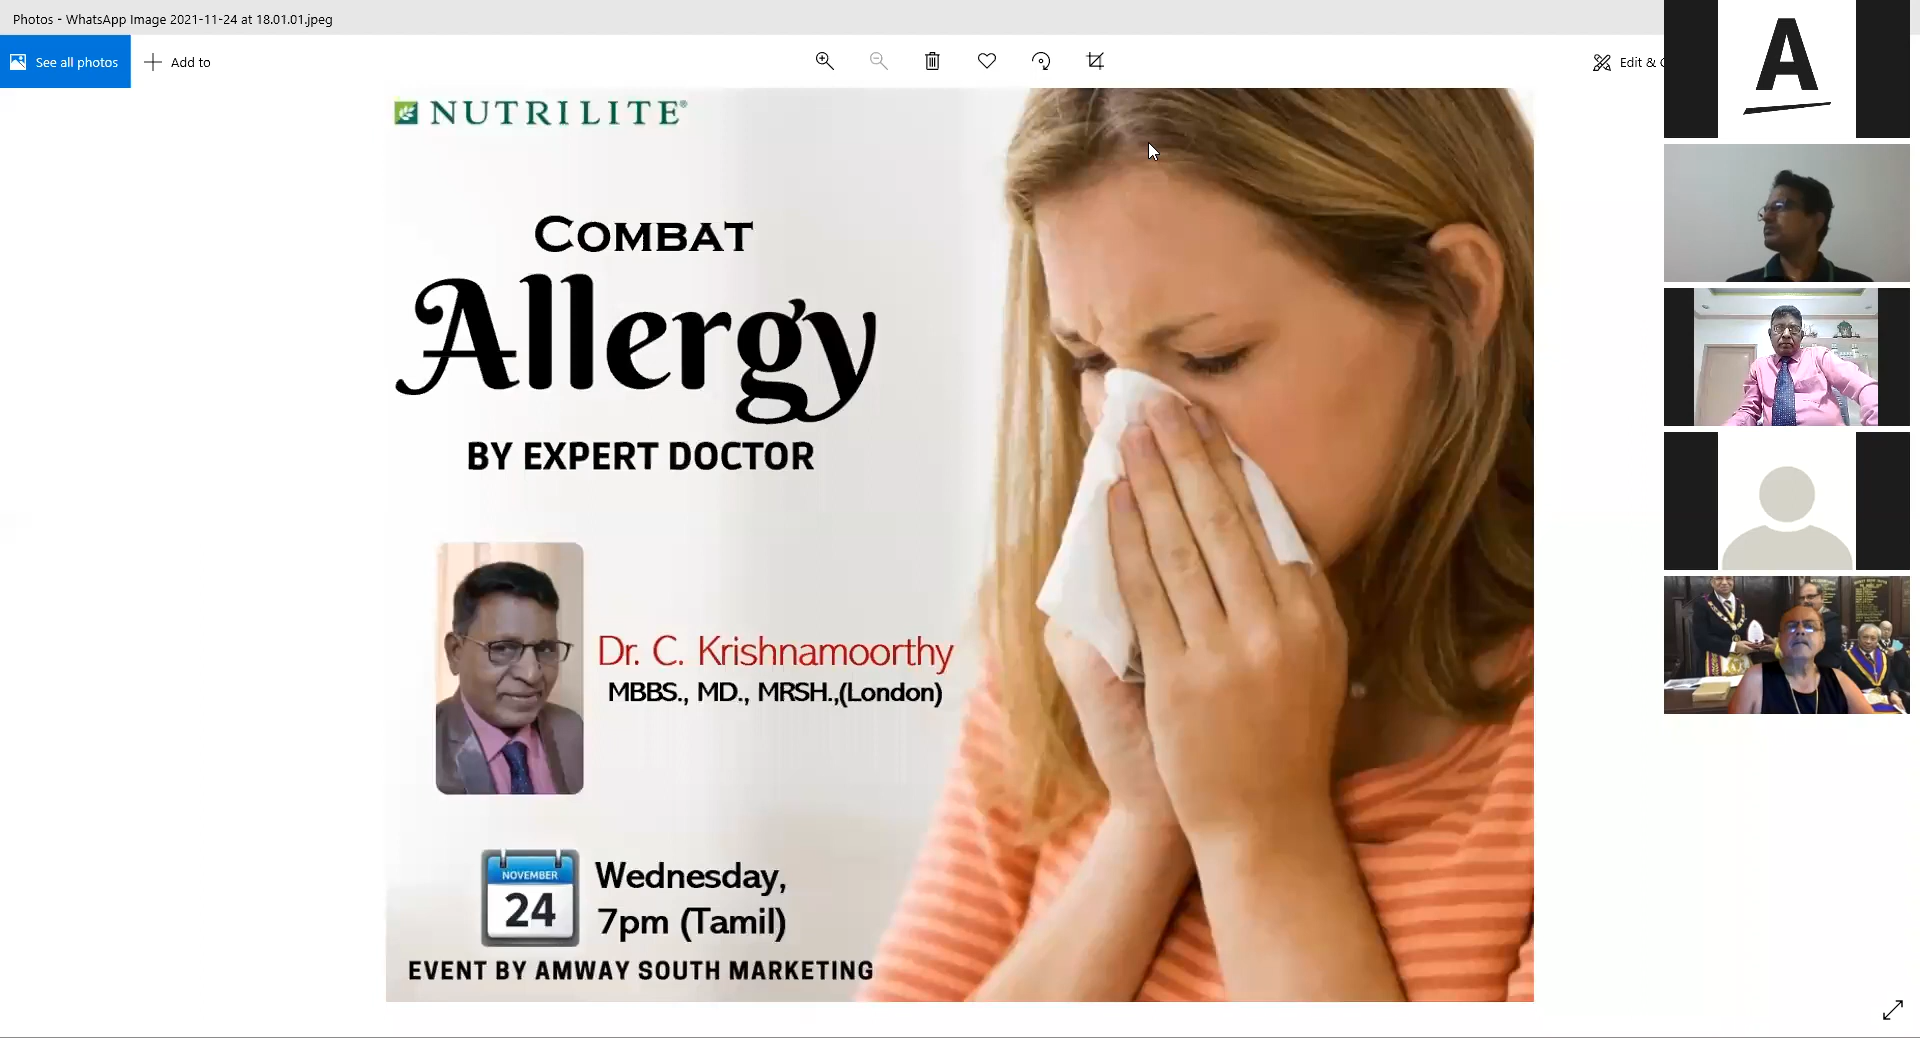 Photos - WhatsApp Image 2021-11-24 at 18.01.01.jpeg
See all photos
Add to
Edit & C
A
NUTRILITE®
COMBAT
Allergy
BY EXPERT DOCTOR
Dr. C. Krishnamoorthy
MBBS., MD., MRSH.,(London)
NOVEMBER
24
Wednesday,
7pm (Tamil)
EVENT BY AMWAY SOUTH MARKETING